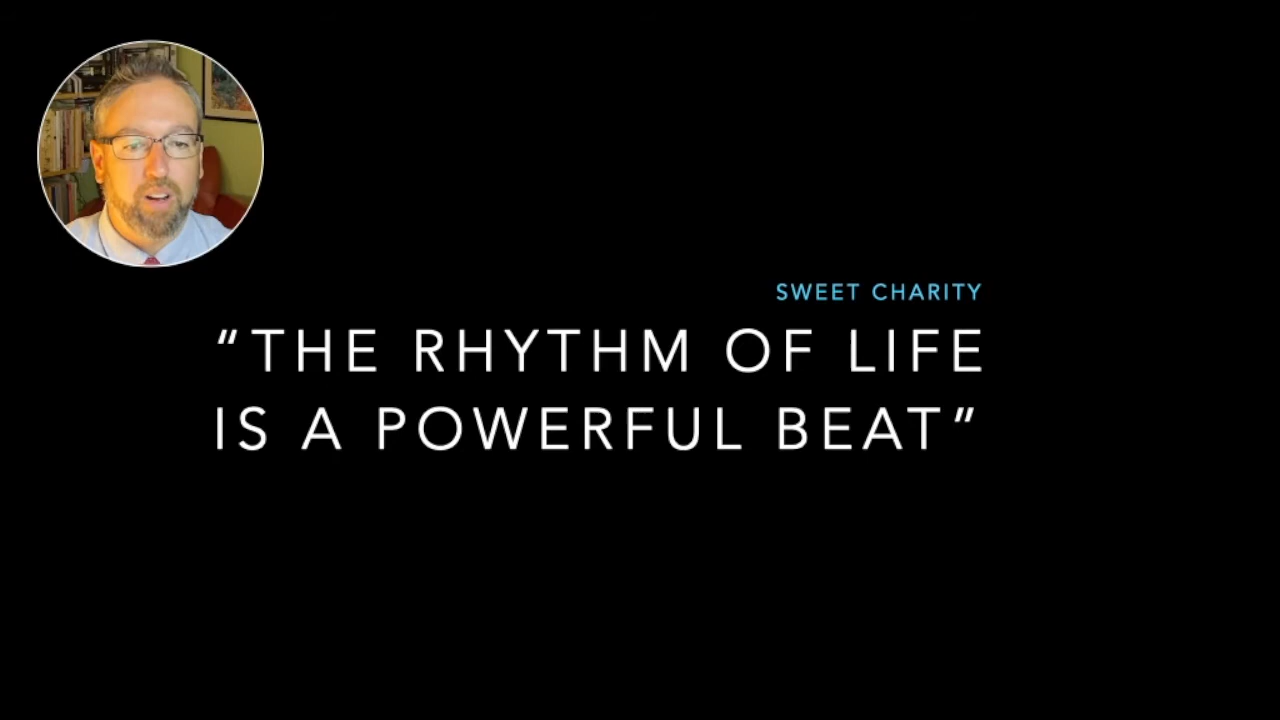 SWEET CHARITY
“THE RHYTHM OF LIFE
IS A POWERFUL BEAT”